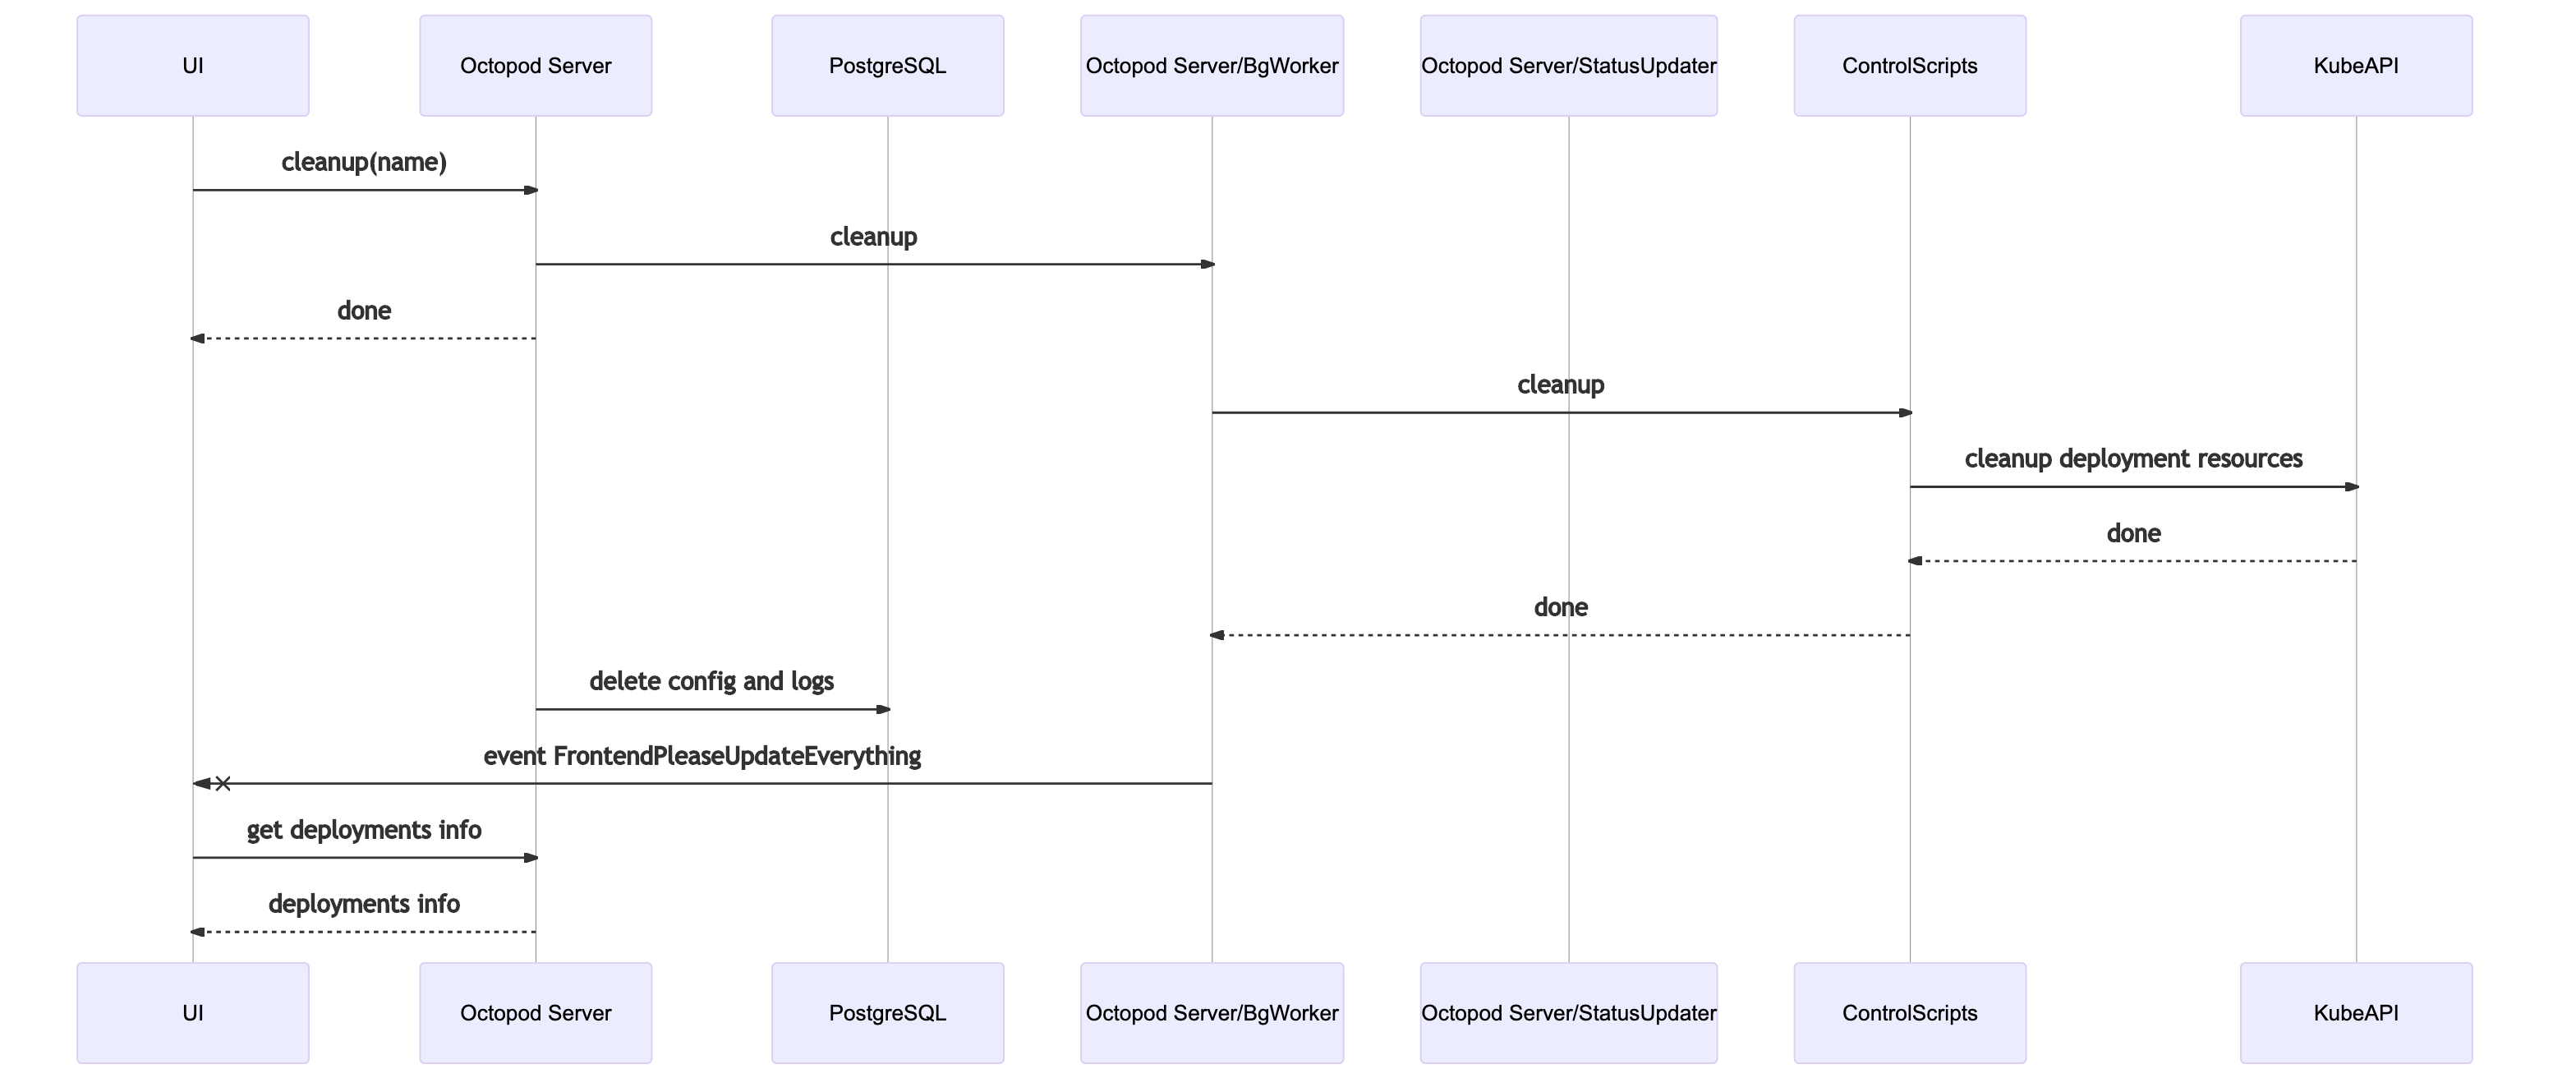 UI
Octopod Server
PostgreSQL
Octopod Server/BgWorker
Octopod Server/StatusUpdater
ControlScripts
KubeAPI
cleanup(name)
cleanup
done
cleanup
cleanup deployment resources
done
done
delete config and logs
event FrontendPleaseUpdateEverything
get deployments info
deployments info
UI
Octopod Server
PostgreSQL
Octopod Server/BgWorker
Octopod Server/StatusUpdater
ControlScripts
KubeAPI